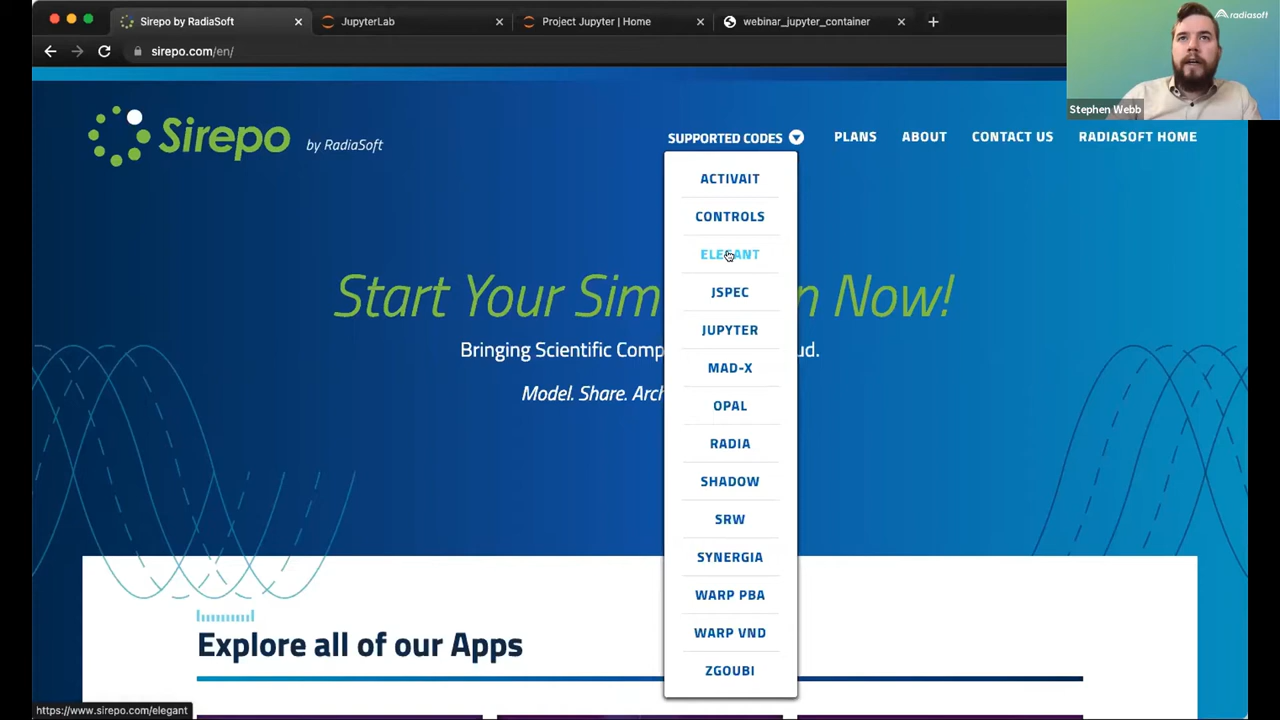 Sirepo by RadiaSoft
JupyterLab
Project Jupyter | Home
webinar_jupyter_container
sirepo.com/en/
radiasoft
Stephen Webb
Sirepo by RadiaSoft
SUPPORTED CODES
PLANS
ABOUT
CONTACT US
RADIASOFT HOME
ACTIVAIT
CONTROLS
ELEGANT
JSPEC
JUPYTER
MAD-X
OPAL
RADIA
SHADOW
SRW
SYNERGIA
WARP PBA
WARP VND
ZGOUBI
Start Your Sim n Now!
Bringing Scientific Comp ud.
Model. Share. Arch
Explore all of our Apps
https://www.sirepo.com/elegant